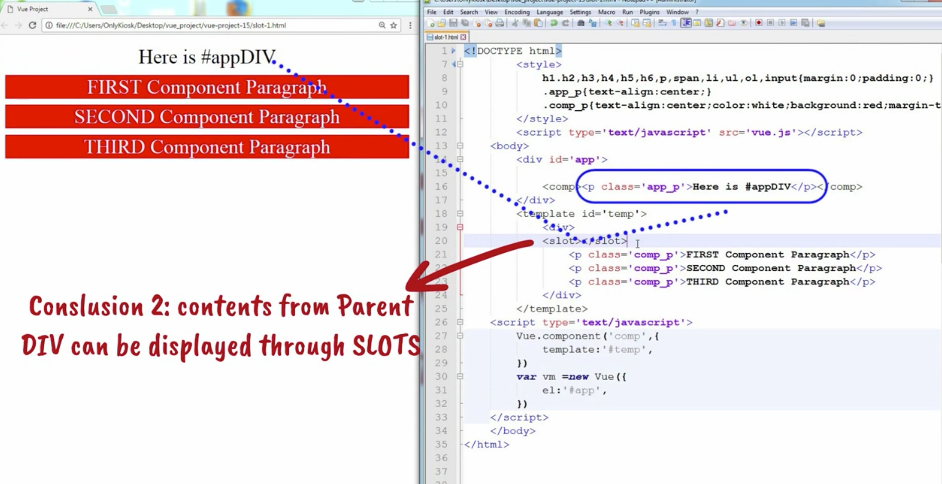 Vue Project
file:///C:/Users/OnlyKiosk/Desktop/vue_project/vue-project-15/slot-1.html
Here is #appDIV
FIRST Component Paragraph
SECOND Component Paragraph
THIRD Component Paragraph
Conslusion 2: contents from Parent
DIV can be displayed through SLOTS
File Edit Search View Encoding Language Settings Macro Run Plugins Window ?
slot-1.html
1 <!DOCTYPE html>
7 <style>
8 h1.h2,h3,h4,h5,h6,p,span,li,ul,ol,input{margin:0;padding:0;}
9 .app_p{text-align:center;}
10 .comp_p{text-align:center;color:white;background:red;margin-t
11 </style>
12 <script type='text/javascript' src='vue.js'></script>
13 <body>
<div id='app'>
15
16 <comp><p class='app_p'>Here is #appDIV</p></comp>
17 </div>
18 <template id='temp'>
19 <div>
20 <slot></slot>
21 <p class='comp_p'>FIRST Component Paragraph</p>
<p class='comp_p'>SECOND Component Paragraph</p>
<p class='comp_p'>THIRD Component Paragraph</p>
24 </div>
25 </template>
26 <script type='text/javascript'>
27 Vue.component('comp',{
28 template:'#temp',
29 })
30 var vm =new Vue({
31 el:'#app',
32 })
33 </script>
34 </body>
35 </html>
36
37
38